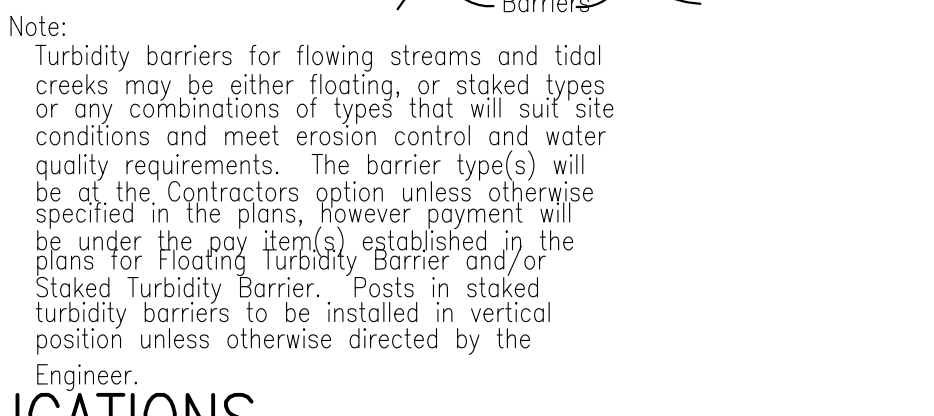 Barriers
Note:
Turbidity barriers for flowing streams and tidal
creeks may be either floating, or staked types
or any combinations of types that will suit site
conditions and meet erosion control and water
quality requirements. The barrier type(s) will
be at the Contractors option unless otherwise
specified in the plans, however payment will
be under the pay item(s) established in the
plans for Floating Turbidity Barrier and/or
Staked Turbidity Barrier. Posts in staked
turbidity barriers to be installed in vertical
position unless otherwise directed by the
Engineer.
ICATIONS